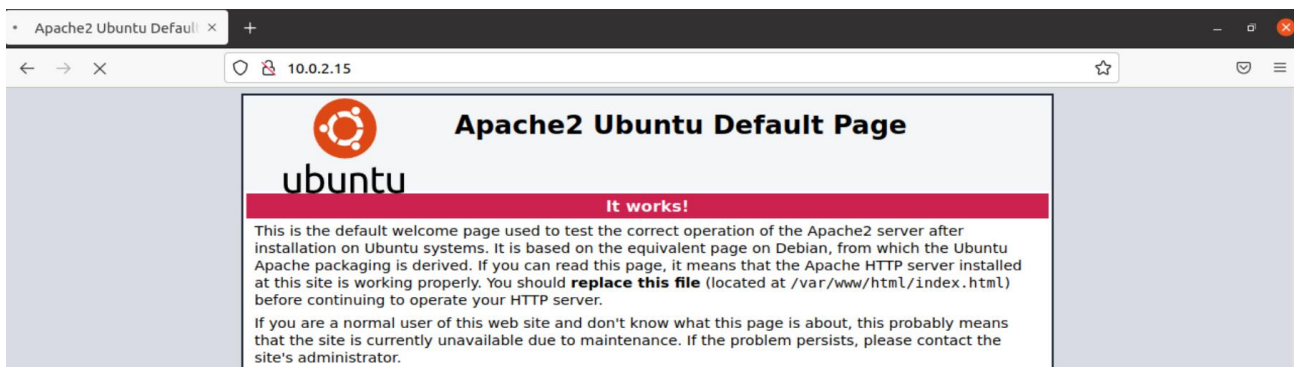 Apache2 Ubuntu Defaul
10.0.2.15
Apache2 Ubuntu Default Page
ubuntu
It works!
This is the default welcome page used to test the correct operation of the Apache2 server after
installation on Ubuntu systems. It is based on the equivalent page on Debian, from which the Ubuntu
Apache packaging is derived. If you can read this page, it means that the Apache HTTP server installed
at this site is working properly. You should replace this file (located at /var/www/html/index.html)
before continuing to operate your HTTP server.
If you are a normal user of this web site and don't know what this page is about, this probably means
that the site is currently unavailable due to maintenance. If the problem persists, please contact the
site's administrator.